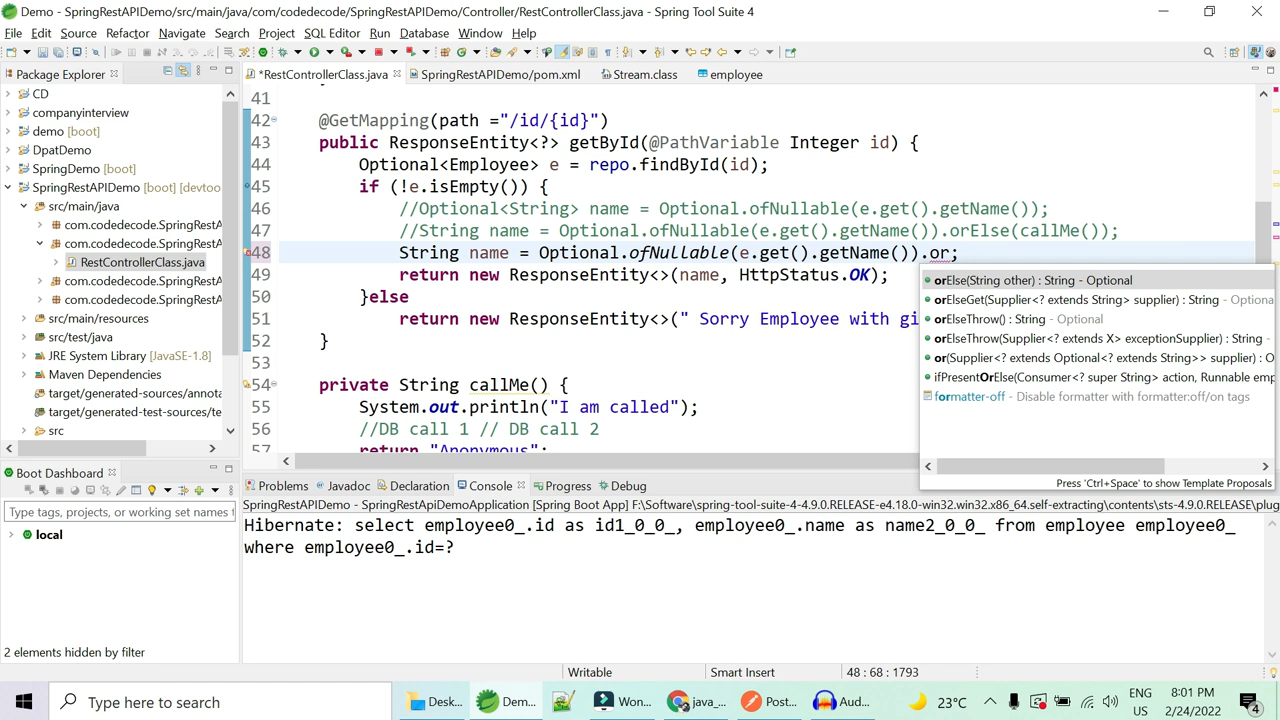 Demo - SpringRestAPIDemo/src/main/java/com/codedecode/SpringRestAPIDemo/Controller/RestControllerClass.java - Spring Tool Suite 4
File Edit Source Refactor Navigate Search Project SQL Editor Run Database Window Help
Package Explorer
*RestControllerClass.java SpringRestAPIDemo/pom.xml Stream.class employee
CD
companyinterview
demo [boot]
DpatDemo
SpringDemo [boot]
SpringRestAPIDemo [boot] [devtoo
src/main/java
com.codedecode.SpringRestA
com.codedecode.SpringRestA
RestControllerClass.java
com.codedecode.SpringRestA
com.codedecode.SpringRestA
src/main/resources
src/test/java
JRE System Library [JavaSE-1.8]
Maven Dependencies
target/generated-sources/annota
target/generated-test-sources/te
src
41
42 @GetMapping(path ="/id/{id}")
43 public ResponseEntity<?> getById(@PathVariable Integer id) {
44 Optional<Employee> e = repo.findById(id);
45 if (!e.isEmpty()) {
46 //Optional<String> name = Optional.ofNullable(e.get().getName());
47 //String name = Optional.ofNullable(e.get().getName()).orElse(callMe());
48 String name = Optional.ofNullable(e.get().getName()).or;
49 return new ResponseEntity<>(name, HttpStatus.OK);
50 }else
51 return new ResponseEntity<>(" Sorry Employee with gi
52 }
53
54 private String callMe() {
55 System.out.println("I am called");
56 //DB call 1 // DB call 2
57 return "Anonymous";
orElse(String other) : String - Optional
orElseGet(Supplier<? extends String> supplier) : String - Optiona
orElseThrow() : String - Optional
orElseThrow(Supplier<? extends X> exceptionSupplier) : String -
or(Supplier<? extends Optional<? extends String>> supplier) : O
ifPresentOrElse(Consumer<? super String> action, Runnable emp
formatter-off - Disable formatter with formatter:off/on tags
Press 'Ctrl+Space' to show Template Proposals
Boot Dashboard
Type tags, projects, or working set names t
local
2 elements hidden by filter
Problems Javadoc Declaration Console Progress Debug
SpringRestAPIDemo - SpringRestApiDemoApplication [Spring Boot App] F:\Software\spring-tool-suite-4-4.9.0.RELEASE-e4.18.0-win32.win32.x86_64.self-extracting\contents\sts-4.9.0.RELEASE\plug
Hibernate: select employee0_.id as id1_0_0_, employee0_.name as name2_0_0_ from employee employee0_
where employee0_.id=?
Writable Smart Insert 48 : 68 : 1793
Type here to search
Desk... Dem... Won... java_... Post... Aud...
23°C
ENG
US
8:01 PM
2/24/2022
4